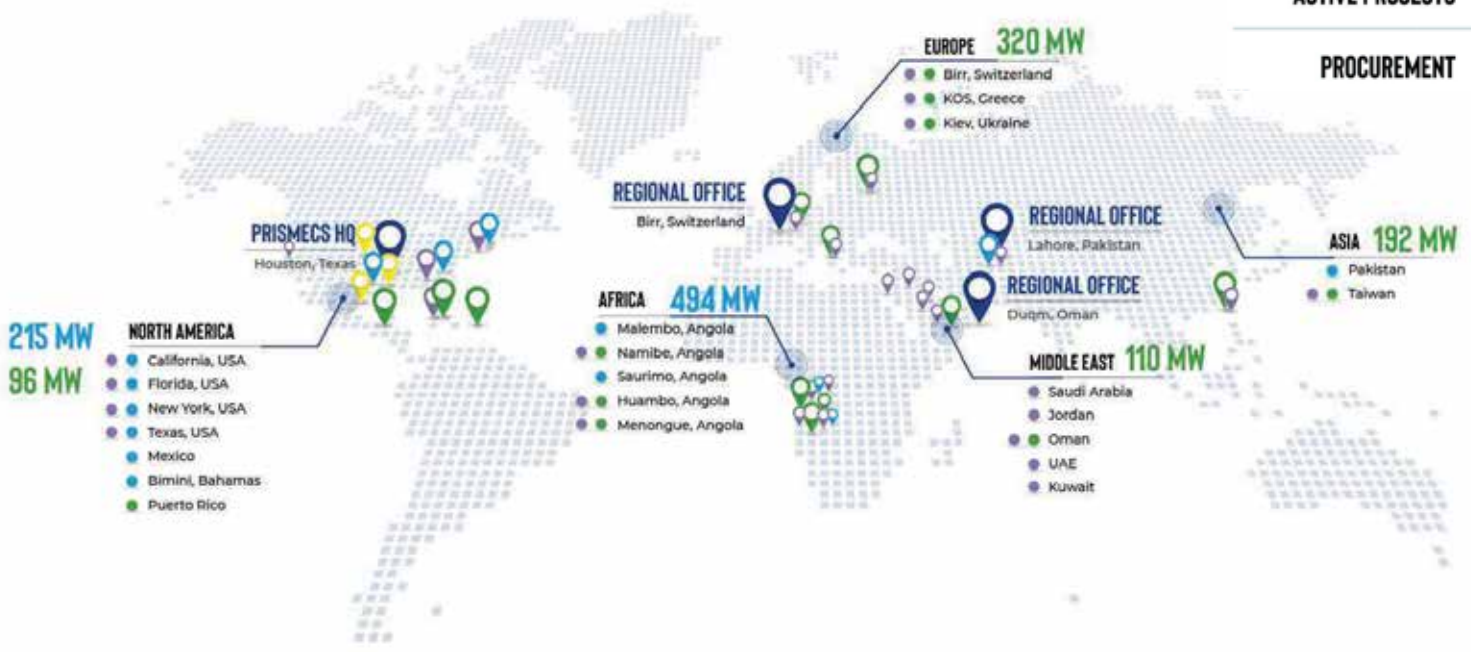 ACTIVE PROJECTS
PROCUREMENT
EUROPE 320 MW
Birr, Switzerland
KOS, Greece
Kiev, Ukraine
REGIONAL OFFICE
Birr, Switzerland
REGIONAL OFFICE
Lahore, Pakistan
REGIONAL OFFICE
Duqm, Oman
PRISMECS HQ
Houston, Texas
ASIA 192 MW
Pakistan
Taiwan
AFRICA 494 MW
Malembo, Angola
Namibe, Angola
Saurimo, Angola
Huambo, Angola
Menongue, Angola
215 MW
96 MW
NORTH AMERICA
California, USA
Florida, USA
New York, USA
Texas, USA
Mexico
Bimini, Bahamas
Puerto Rico
MIDDLE EAST 110 MW
Saudi Arabia
Jordan
Oman
UAE
Kuwait